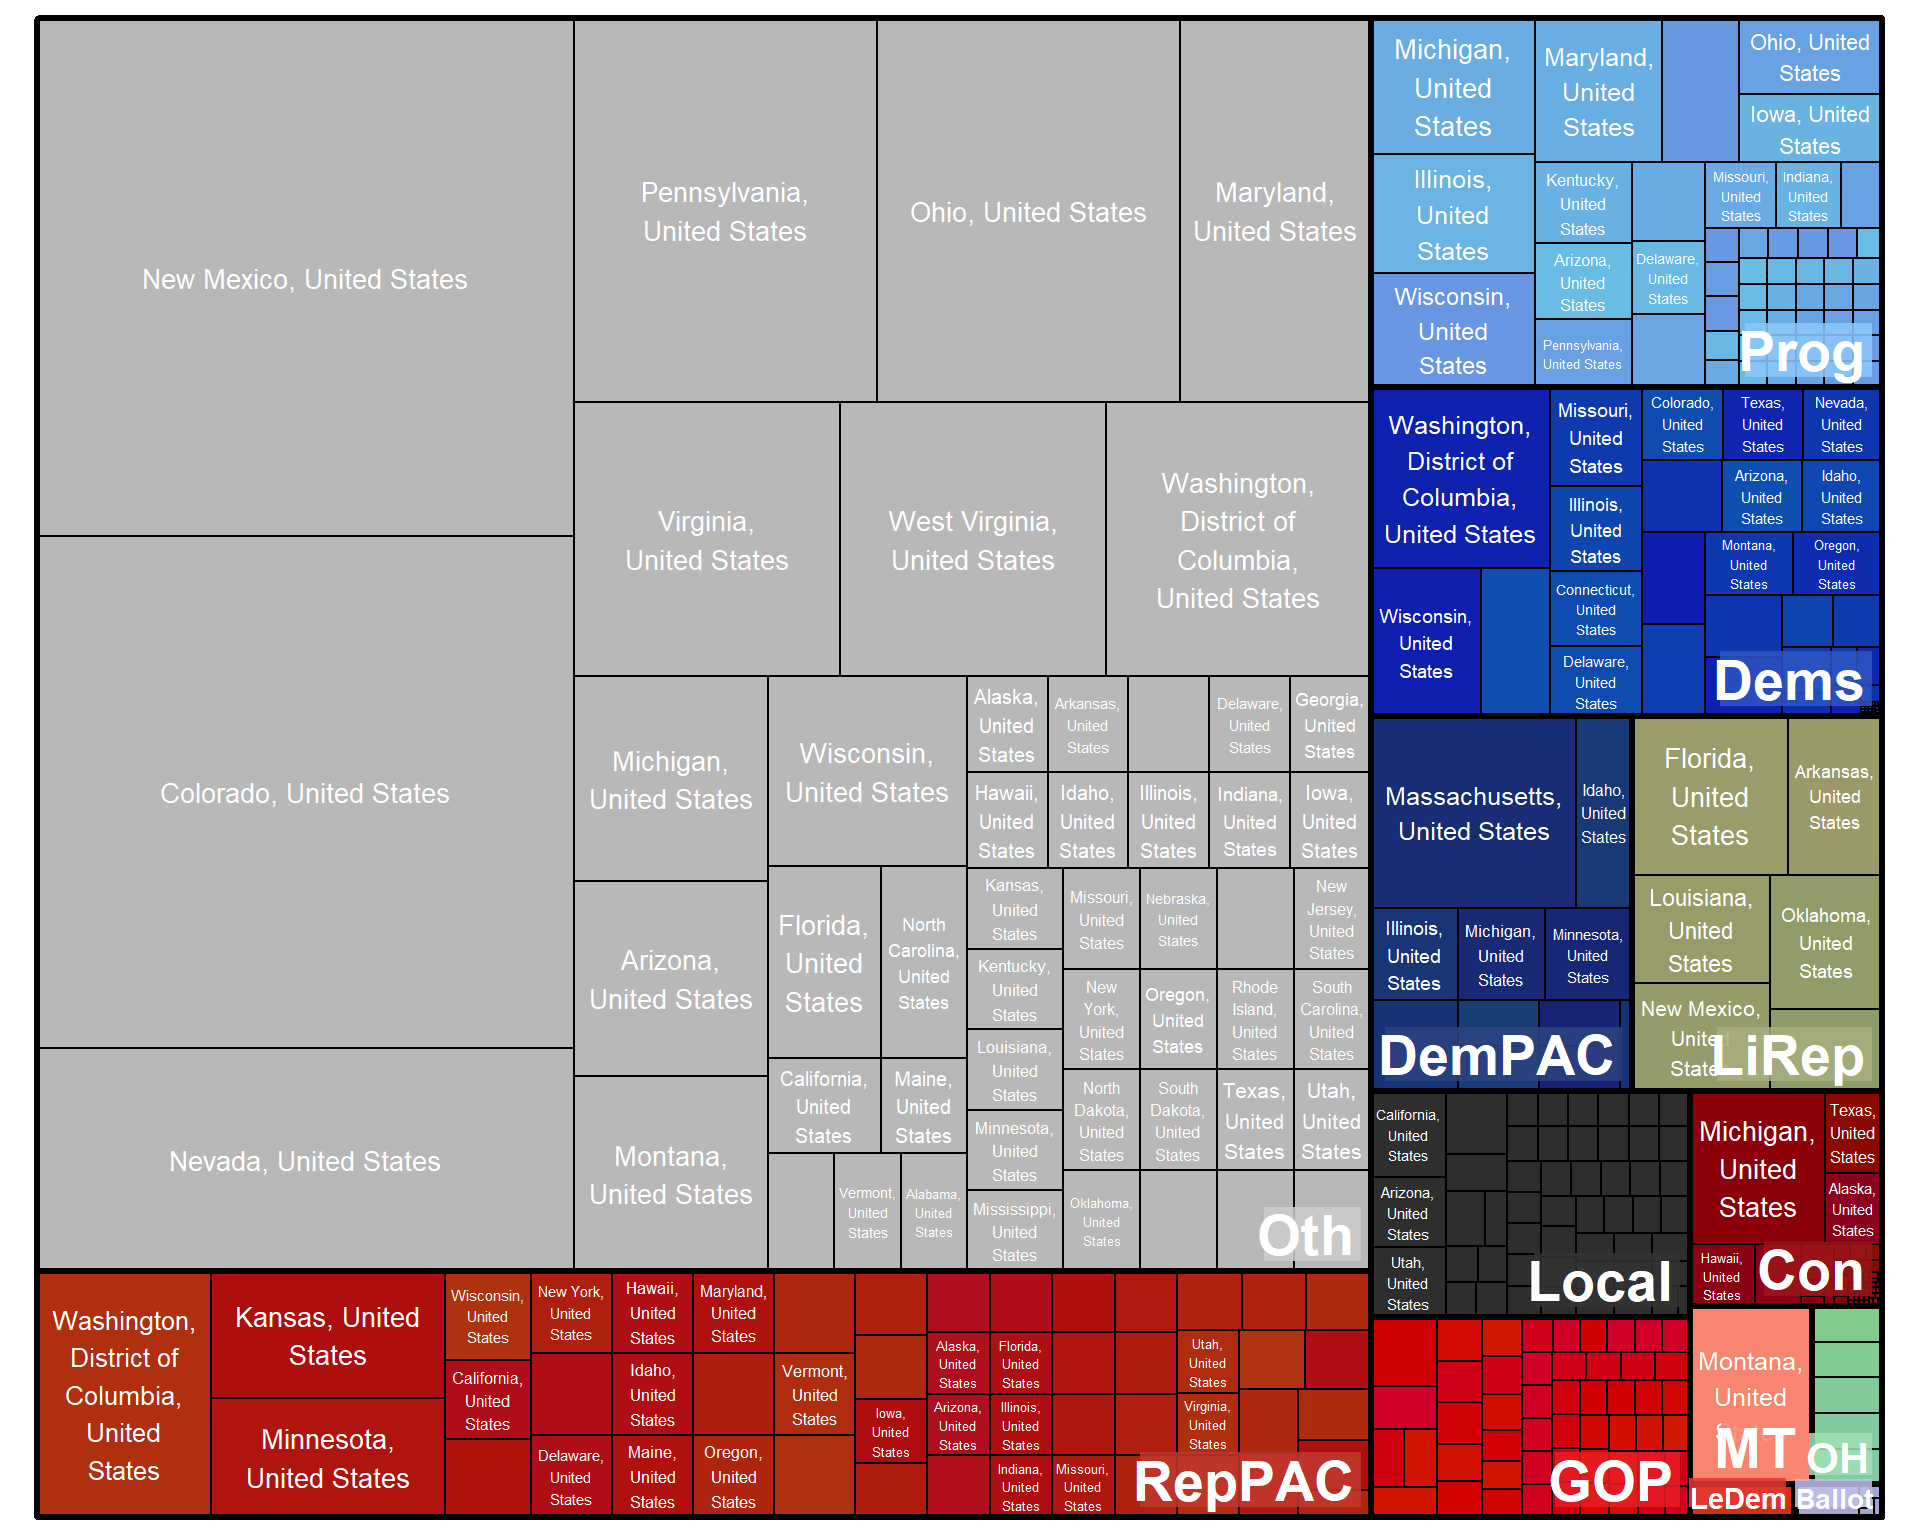 New Mexico, United States
Colorado, United States
Nevada, United States
Pennsylvania,
United States
Ohio, United States
Maryland,
United States
Virginia,
United States
West Virginia,
United States
Washington,
District of
Columbia,
United States
Michigan,
United States
Arizona,
United States
Montana,
United States
Wisconsin,
United States
Florida,
United
States
North
Carolina,
United
States
California,
United
States
Maine,
United
States
Vermont,
United
States
Alabama,
United
States
Alaska,
United
States
Arkansas,
United
States
Delaware,
United
States
Georgia,
United
States
Hawaii,
United
States
Idaho,
United
States
Illinois,
United
States
Indiana,
United
States
Iowa,
United
States
Kansas,
United
States
Kentucky,
United
States
Louisiana,
United
States
Minnesota,
United
States
Mississippi,
United
States
Missouri,
United
States
Nebraska,
United
States
New
Jersey,
United
States
New
York,
United
States
Oregon,
United
States
Rhode
Island,
United
States
South
Carolina,
United
States
North
Dakota,
United
States
South
Dakota,
United
States
Texas,
United
States
Utah,
United
States
Oklahoma,
United
States
Oth
Washington,
District of
Columbia,
United
States
Kansas, United
States
Minnesota,
United States
Wisconsin,
United
States
California,
United
States
New York,
United
States
Delaware,
United
States
Hawaii,
United
States
Idaho,
United
States
Maine,
United
States
Maryland,
United
States
Oregon,
United
States
Vermont,
United
States
Iowa,
United
States
Alaska,
United
States
Arizona,
United
States
Florida,
United
States
Illinois,
United
States
Indiana,
United
States
Missouri,
United
States
Utah,
United
States
Virginia,
United
States
RepPAC
Michigan,
United
States
Illinois,
United
States
Wisconsin,
United
States
Maryland,
United
States
Ohio, United
States
Iowa, United
States
Kentucky,
United
States
Arizona,
United
States
Pennsylvania,
United States
Delaware,
United
States
Missouri,
United
States
Indiana,
United
States
Prog
Washington,
District of
Columbia,
United States
Wisconsin,
United
States
Missouri,
United
States
Illinois,
United
States
Connecticut,
United
States
Delaware,
United
States
Colorado,
United
States
Texas,
United
States
Nevada,
United
States
Arizona,
United
States
Idaho,
United
States
Montana,
United
States
Oregon,
United
States
Dems
Massachusetts,
United States
Idaho,
United
States
Illinois,
United
States
Michigan,
United
States
Minnesota,
United
States
DemPAC
Florida,
United
States
Arkansas,
United
States
Louisiana,
United
States
Oklahoma,
United
States
New Mexico,
LiRep
California,
United
States
Arizona,
United
States
Utah,
United
States
Local
Michigan,
United
States
Texas,
United
States
Alaska,
United
States
Hawaii,
United
States
Con
GOP
Montana,
United
MT
OH
LeDem
Ballot